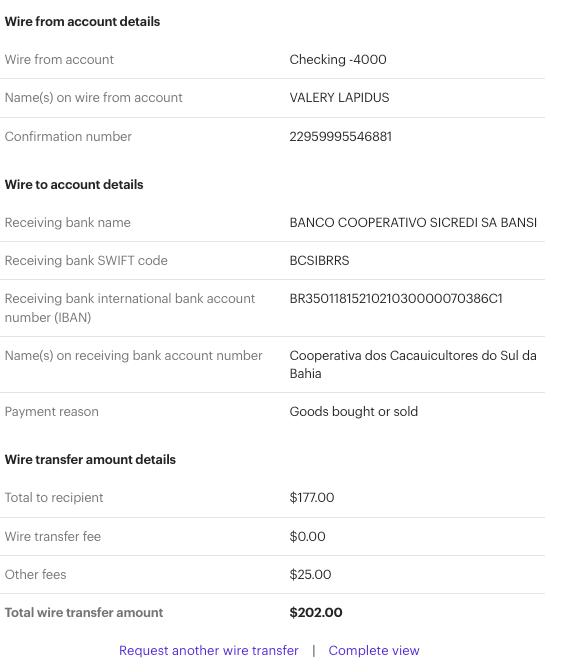 Wire from account details
Wire from account Checking -4000
Name(s) on wire from account VALERY LAPIDUS
Confirmation number 22959995546881
Wire to account details
Receiving bank name BANCO COOPERATIVO SICREDI SA BANSI
Receiving bank SWIFT code BCSIBRRS
Receiving bank international bank account BR3501181521021030000070386C1
number (IBAN)
Name(s) on receiving bank account number Cooperativa dos Cacauicultores do Sul da
Bahia
Payment reason Goods bought or sold
Wire transfer amount details
Total to recipient $177.00
Wire transfer fee $0.00
Other fees $25.00
Total wire transfer amount $202.00
Request another wire transfer | Complete view